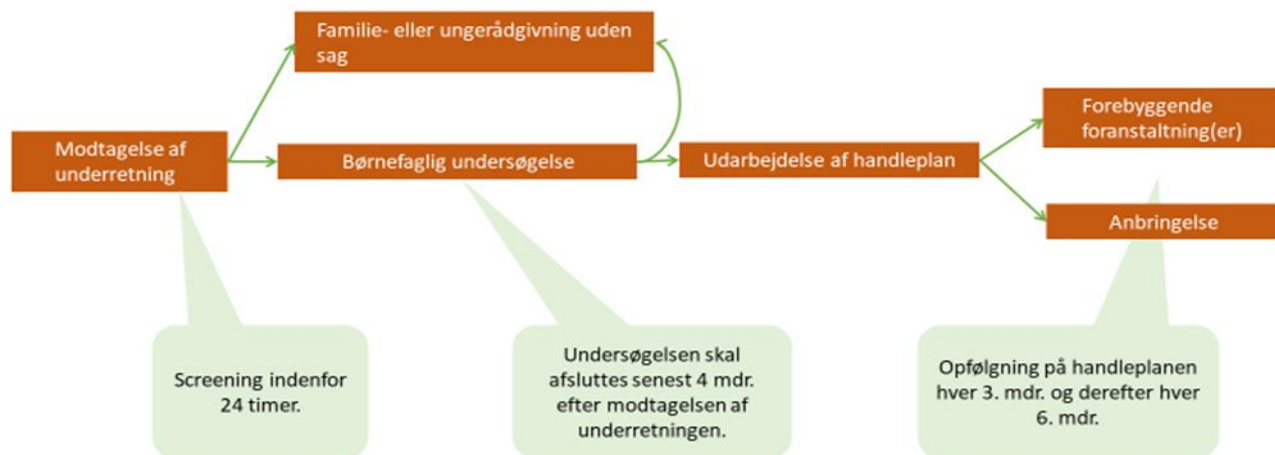 Familie- eller ungerådgivning uden
sag
Modtagelse af
underretning
Børnefaglig undersøgelse
Udarbejdelse af handleplan
Forebyggende
foranstaltning(er)
Anbringelse
Screening indenfor
24 timer.
Undersøgelsen skal
afsluttes senest 4 mdr.
efter modtagelsen af
underretningen.
Opfølgning på handleplanen
hver 3. mdr. og derefter hver
6. mdr.